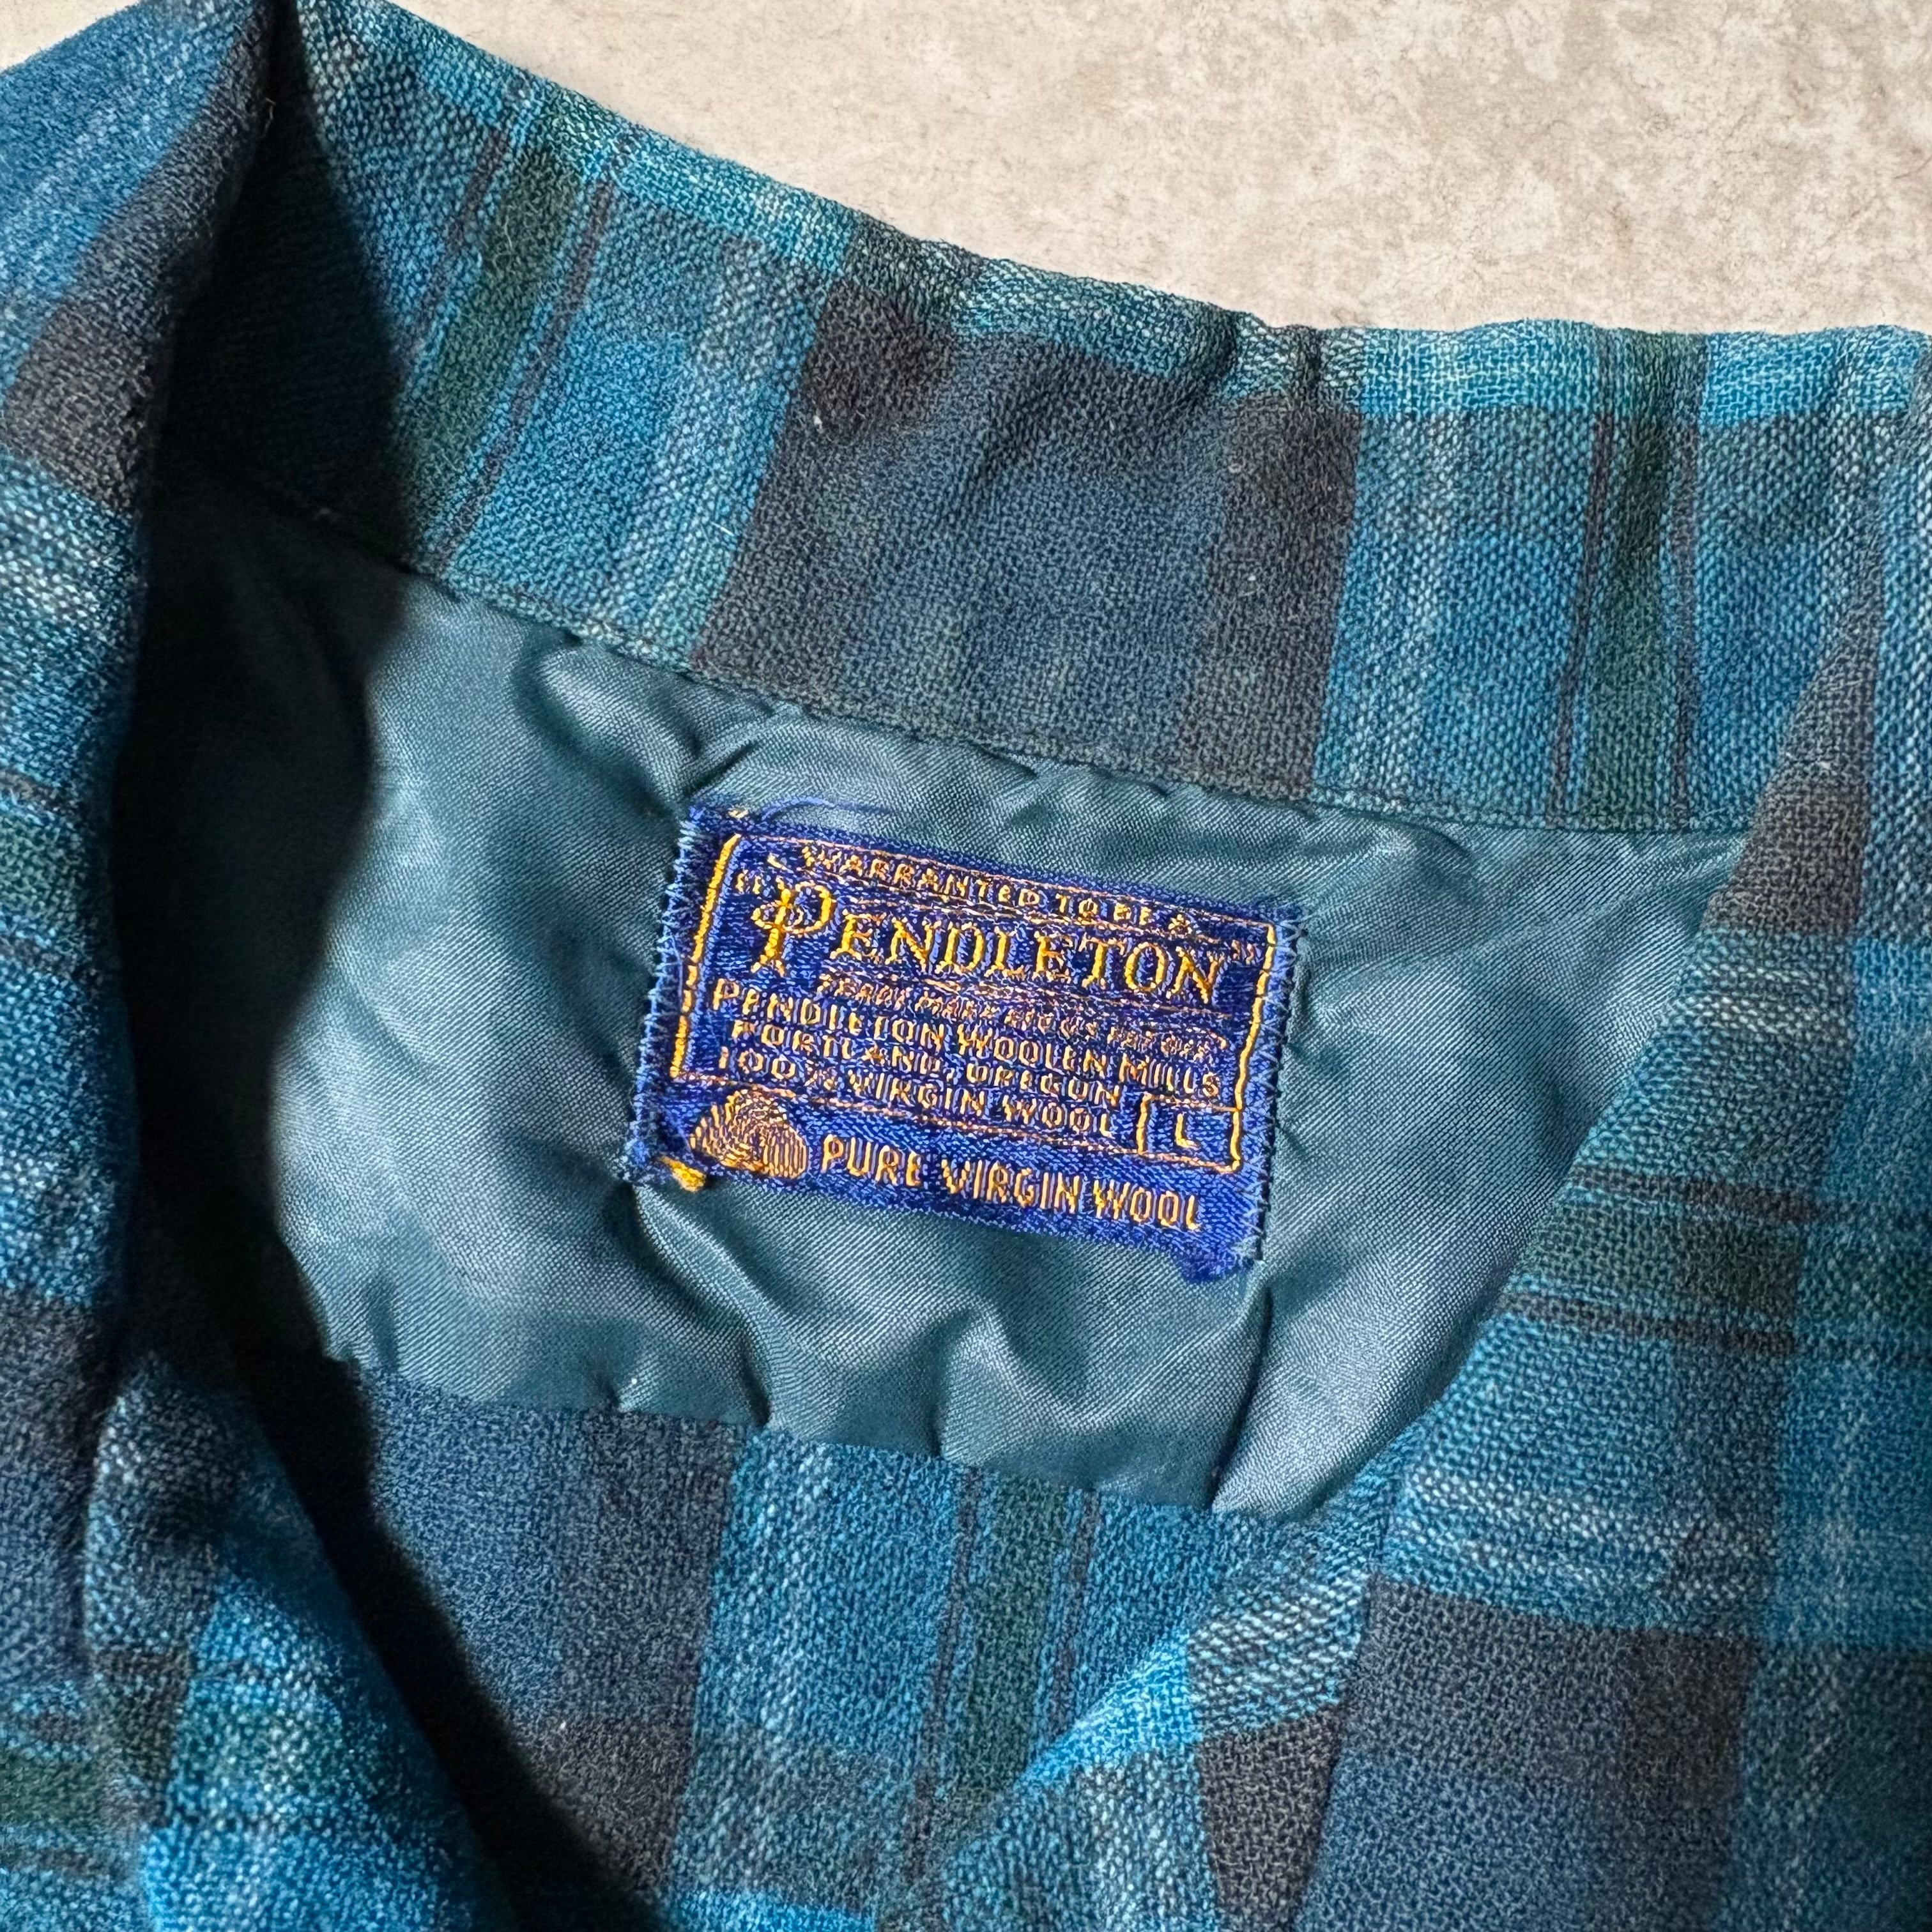 WARRANTED TO BE A
"PENDLETON"
TRADE MARK REG U.S. PAT OFF.
PENDLETON WOOLEN MILLS
PORTLAND, OREGON
100% VIRGIN WOOL L
PURE VIRGIN WOOL